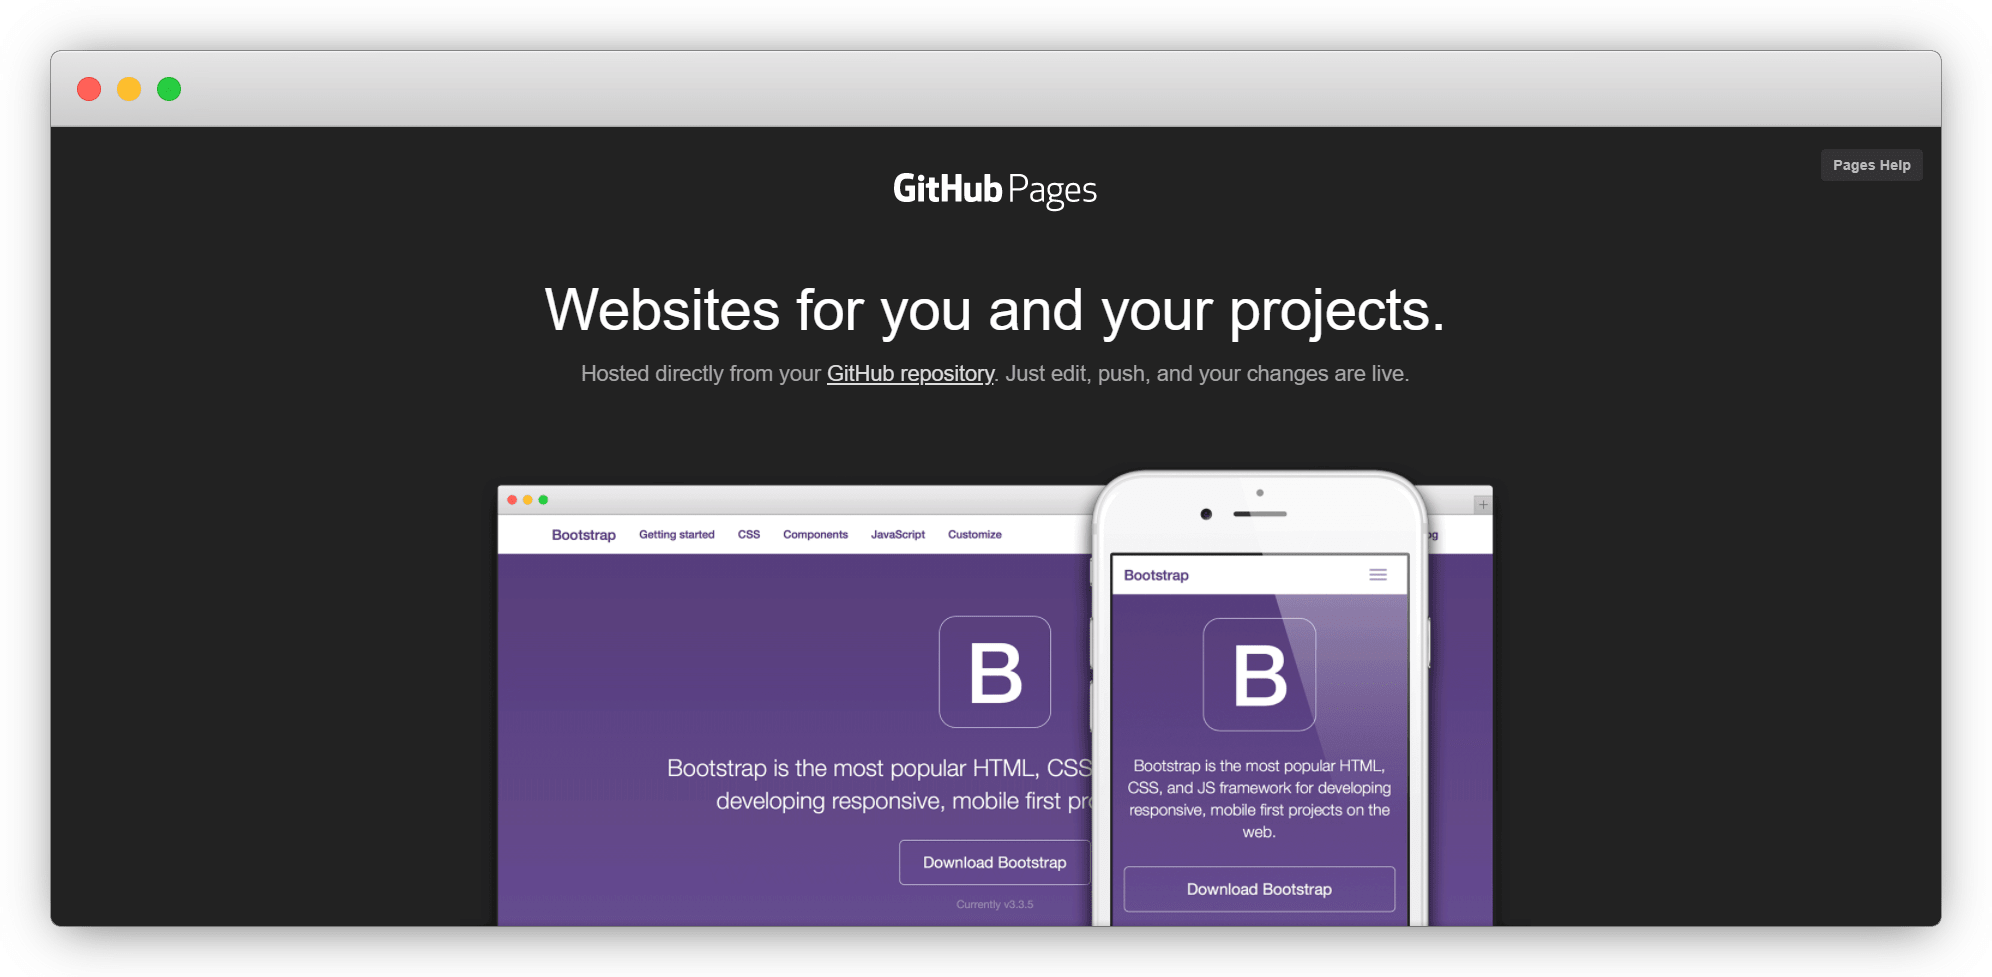 Pages Help
GitHub Pages
Websites for you and your projects.
Hosted directly from your GitHub repository. Just edit, push, and your changes are live.
Bootstrap Getting started CSS Components JavaScript Customize
B
Bootstrap is the most popular HTML, CSS
developing responsive, mobile first
Download Bootstrap
Currently v3.3.5
Bootstrap
B
Bootstrap is the most popular HTML,
CSS, and JS framework for developing
responsive, mobile first projects on the
web.
Download Bootstrap